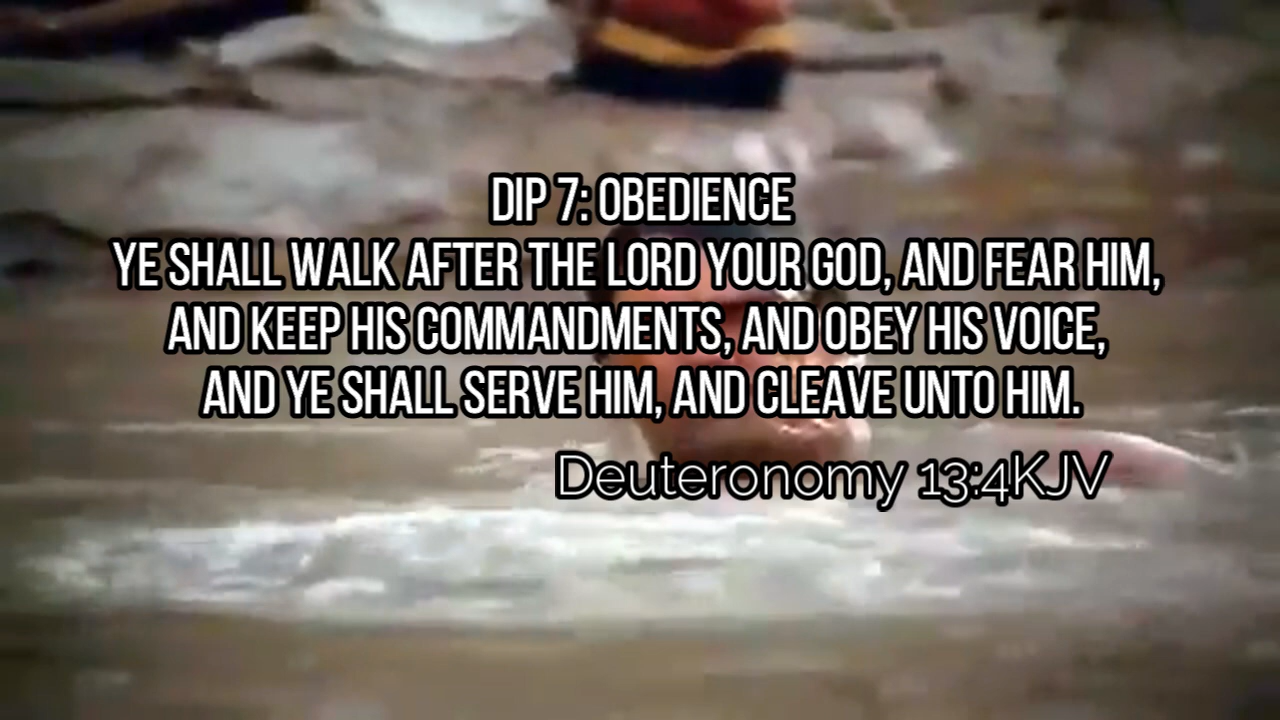 DIP 7: OBEDIENCE
YE SHALL WALK AFTER THE LORD YOUR GOD, AND FEAR HIM,
AND KEEP HIS COMMANDMENTS, AND OBEY HIS VOICE,
AND YE SHALL SERVE HIM, AND CLEAVE UNTO HIM.
Deuteronomy 13:4KJV